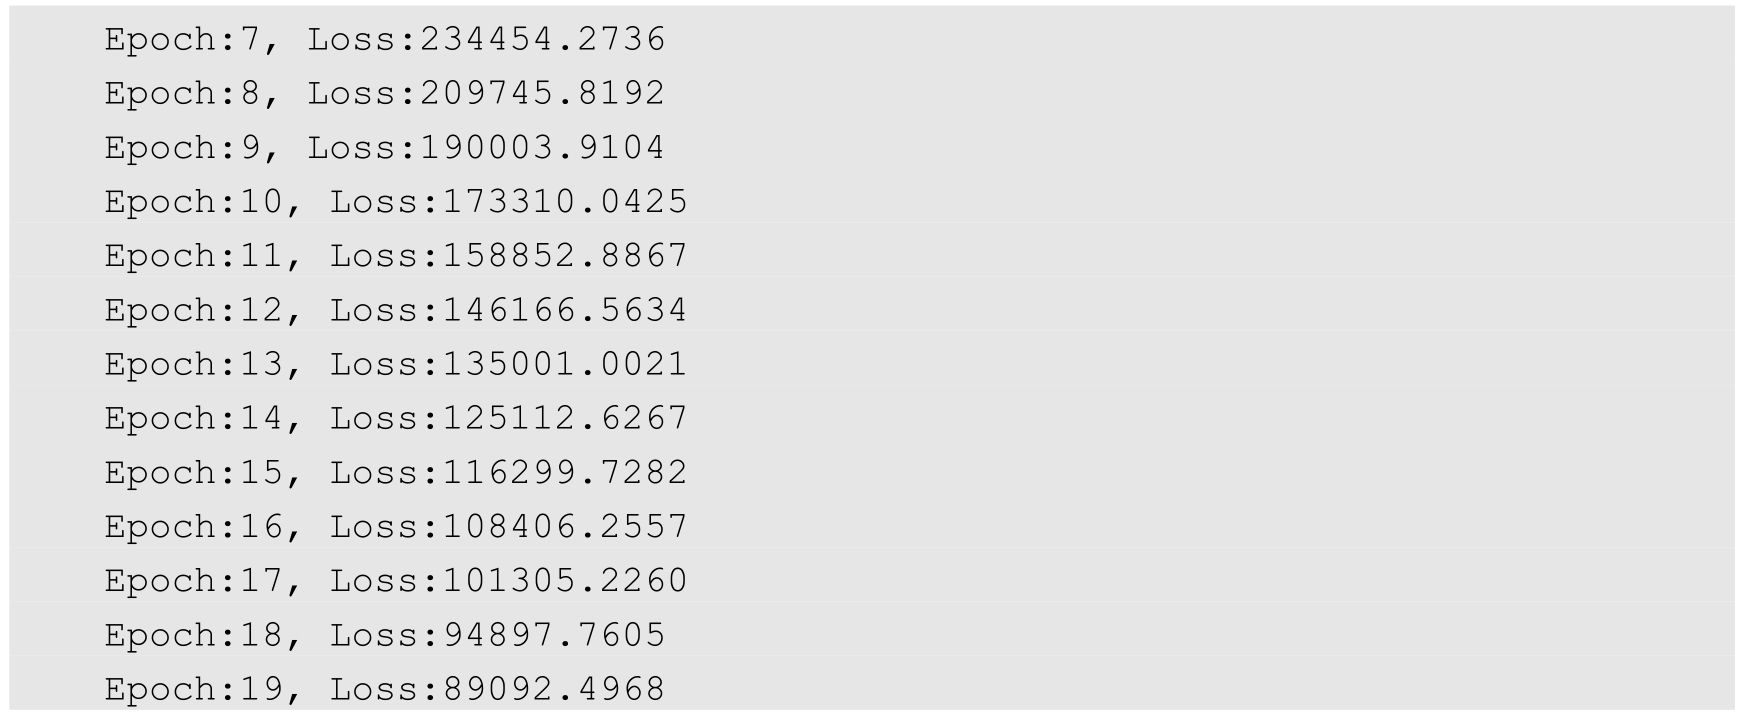 Epoch:7, Loss:234454.2736
Epoch:8, Loss:209745.8192
Epoch:9, Loss:190003.9104
Epoch:10, Loss:173310.0425
Epoch:11, Loss:158852.8867
Epoch:12, Loss:146166.5634
Epoch:13, Loss:135001.0021
Epoch:14, Loss:125112.6267
Epoch:15, Loss:116299.7282
Epoch:16, Loss:108406.2557
Epoch:17, Loss:101305.2260
Epoch:18, Loss:94897.7605
Epoch:19, Loss:89092.4968